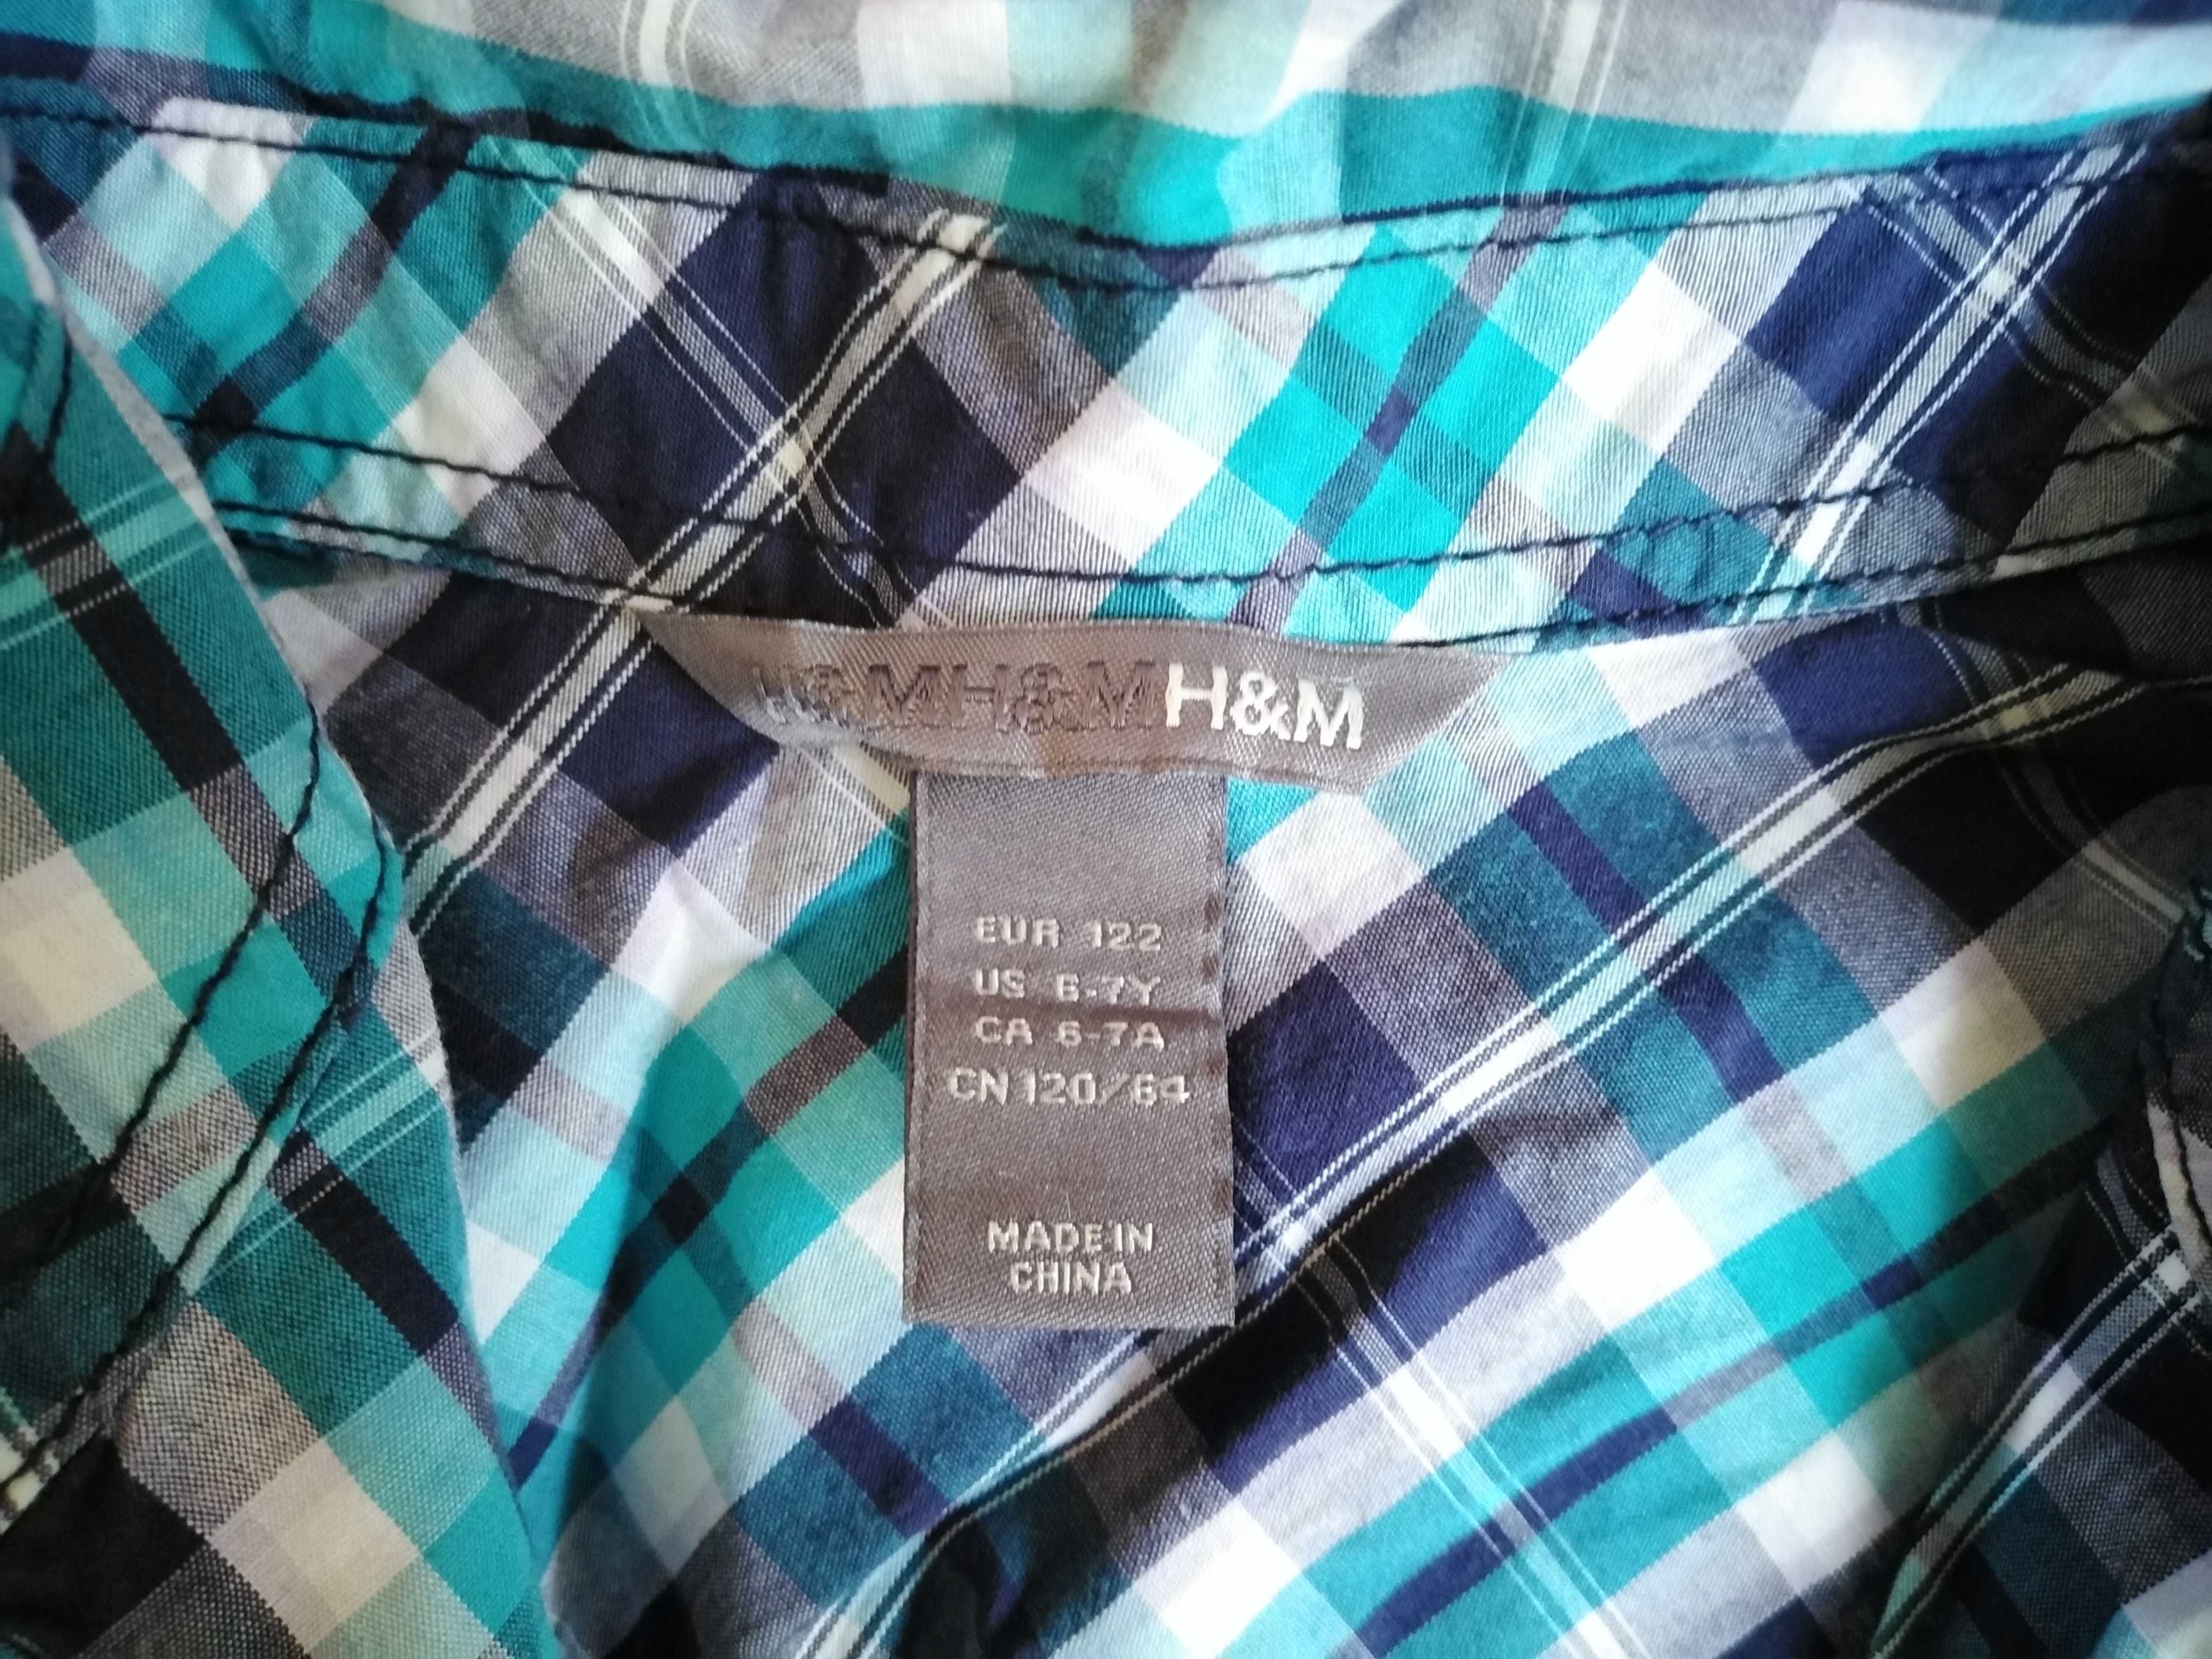 H&MH&MH&M
EUR 122
US 6-7Y
CA 6-7A
CN 120/64
MADE IN
CHINA